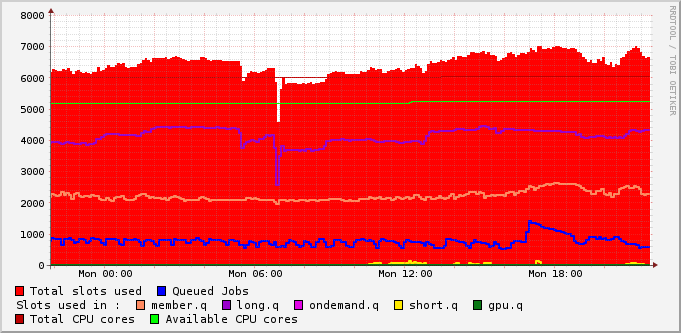 8000
7000
6000
5000
4000
3000
2000
1000
0
Mon 00:00 Mon 06:00 Mon 12:00 Mon 18:00
RRDTOOL / TOBI OETIKER
Total slots used Queued Jobs
Slots used in : member.q long.q ondemand.q short.q gpu.q
Total CPU cores Available CPU cores